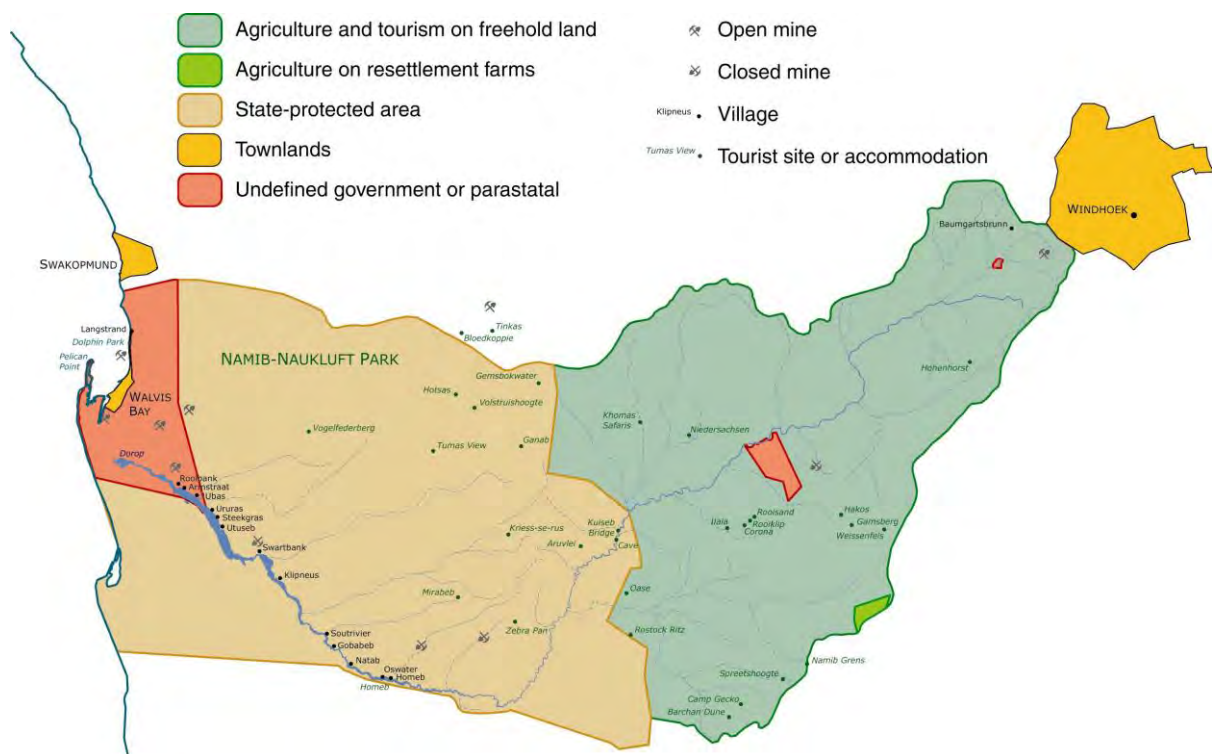 Agriculture and tourism on freehold land
Agriculture on resettlement farms
State-protected area
Townlands
Undefined government or parastatal
Open mine
Closed mine
Klipneus
Village
Tumas View
Tourist site or accommodation
WINDHOEK
Baumgartsbrunn
SWAKOPMUND
Langstrand
Dolphin Park
Pelican
Point
WALVIS
BAY
NAMIB-NAUKLUFT PARK
Tinkas
Bloedkoppie
Gemsbokwater
Hotsas
Volstruishoogte
Vogelfederberg
Tumas View
Ganab
Hohenhorst
Khomas
Safaris
Niedersachsen
Dorop
Rooibank
Armstraat
Ubas
Ururas
Steekgras
Utuseb
Swartbank
Klipneus
Kriess-se-rus
Kuiseb
Bridge
Aruvlei
Cave
Ilala
Rooisand
Rooiklip
Corona
Hakos
Gamsberg
Weissenfels
Mirabeb
Oase
Zebra Pan
Rostock Ritz
Soutrivier
Gobabeb
Natab
Oswater
Homeb
Homeb
Namib Grens
Spreetshoogte
Camp Gecko
Barchan Dune